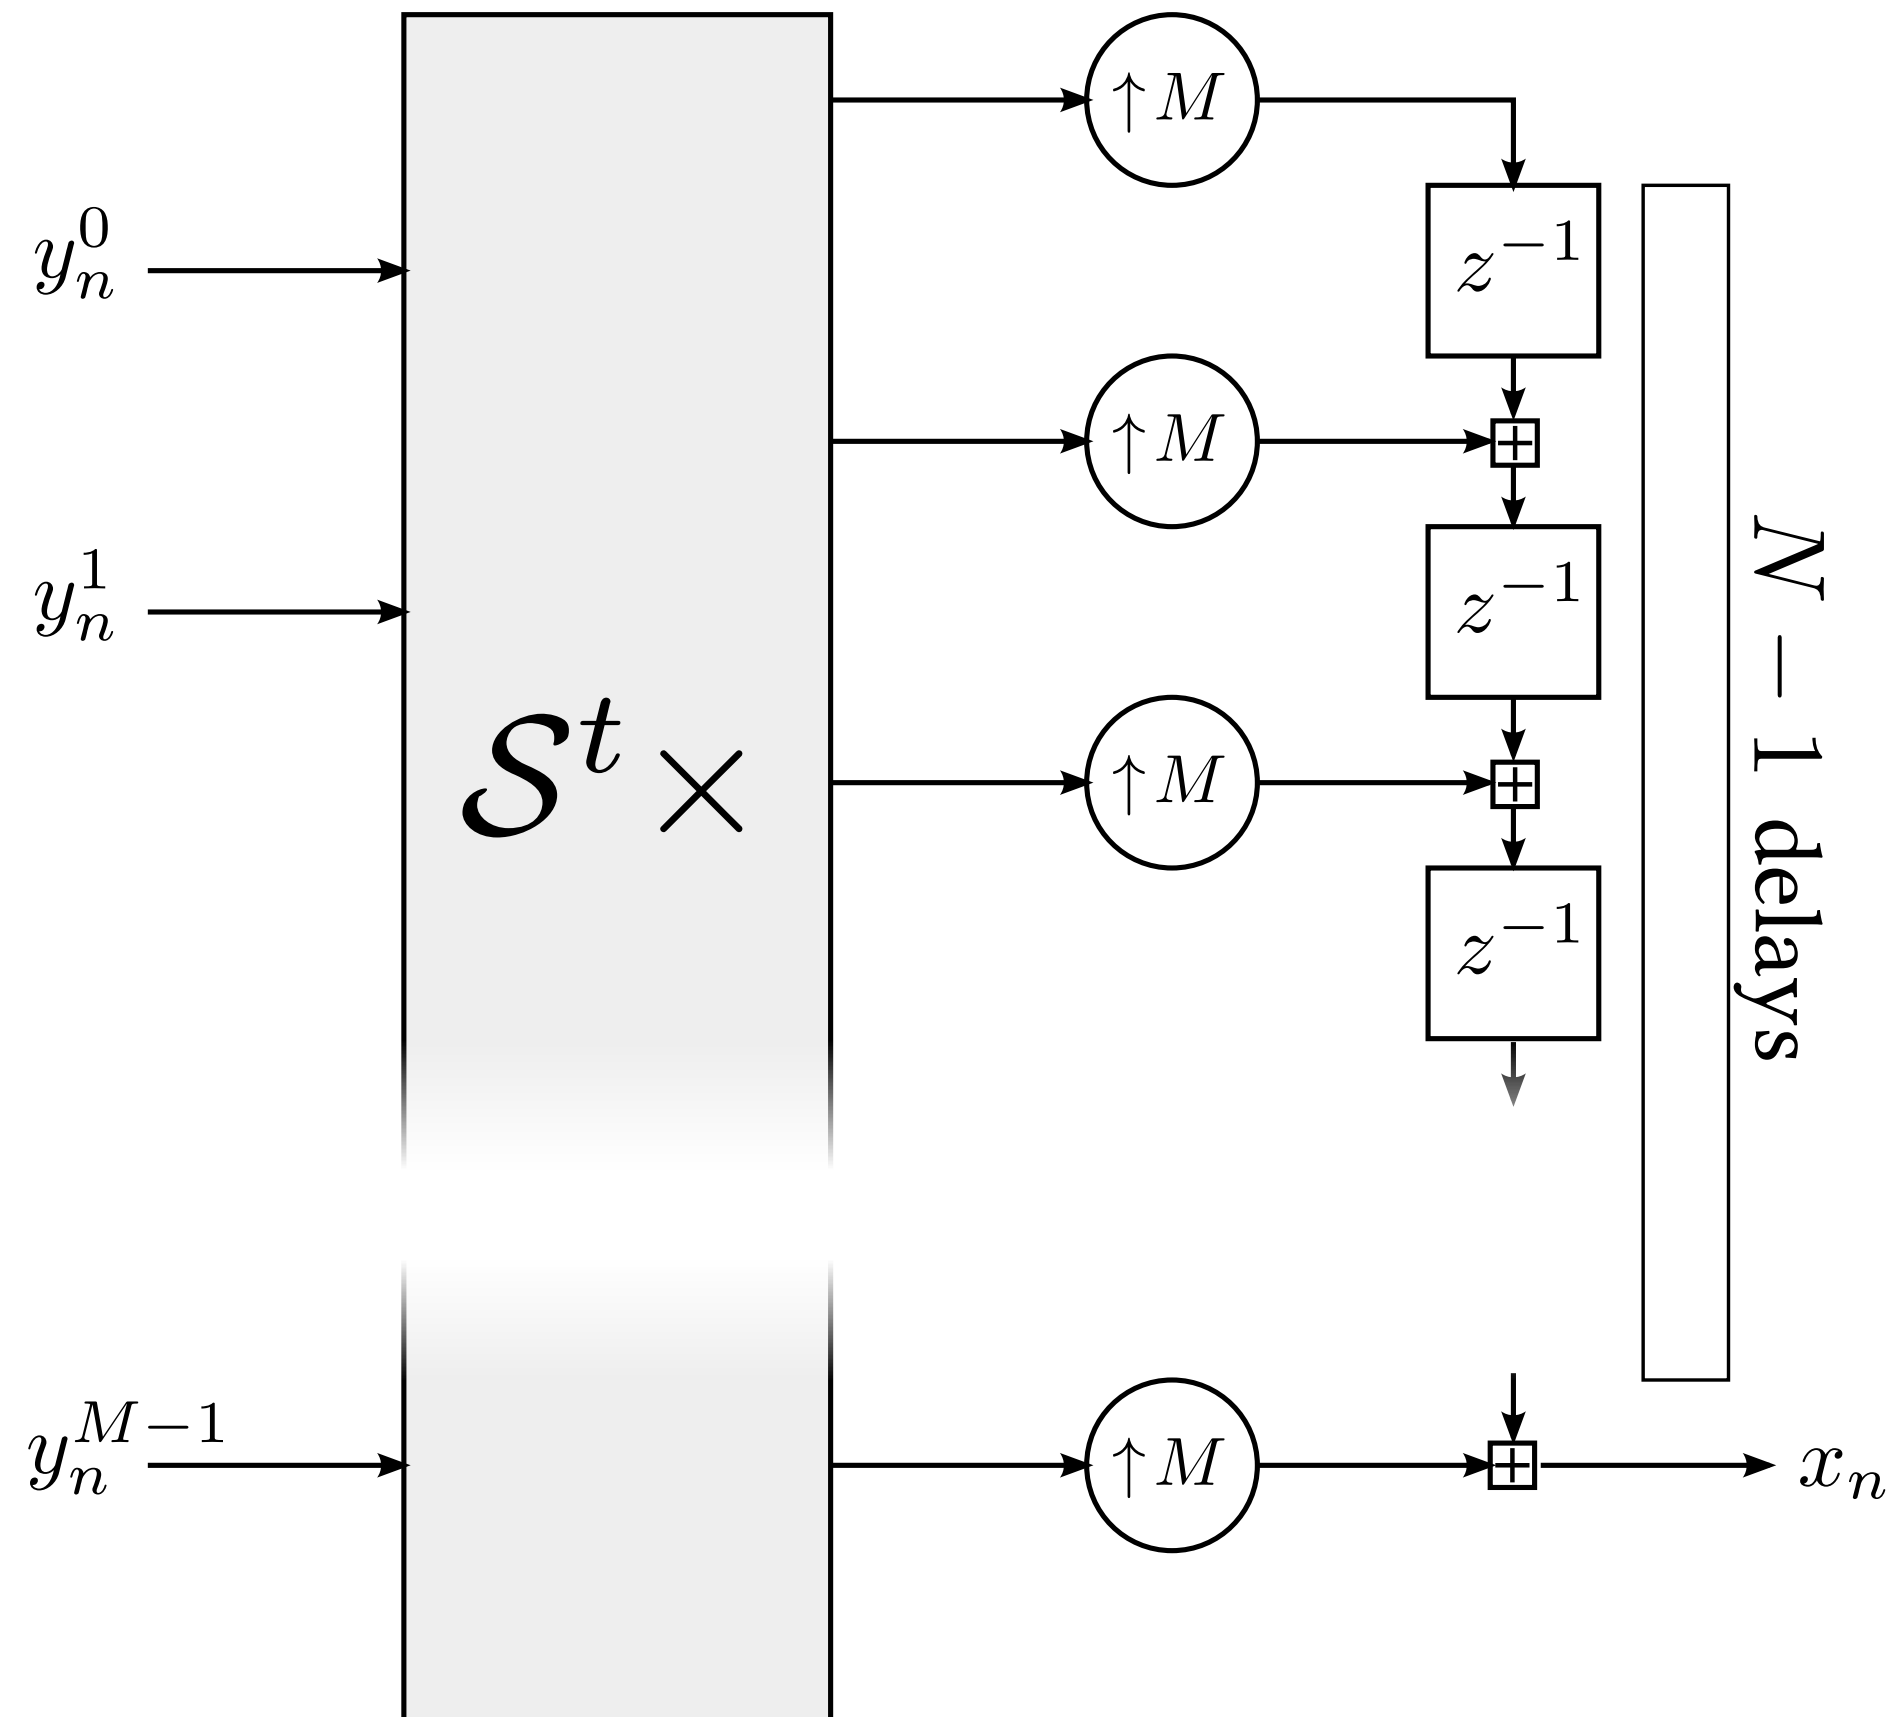 ↑M
y_n^0
z^{-1}
↑M
y_n^1
z^{-1}
S^t ×
↑M
z^{-1}
N − 1 delays
y_n^{M−1}
↑M
x_n